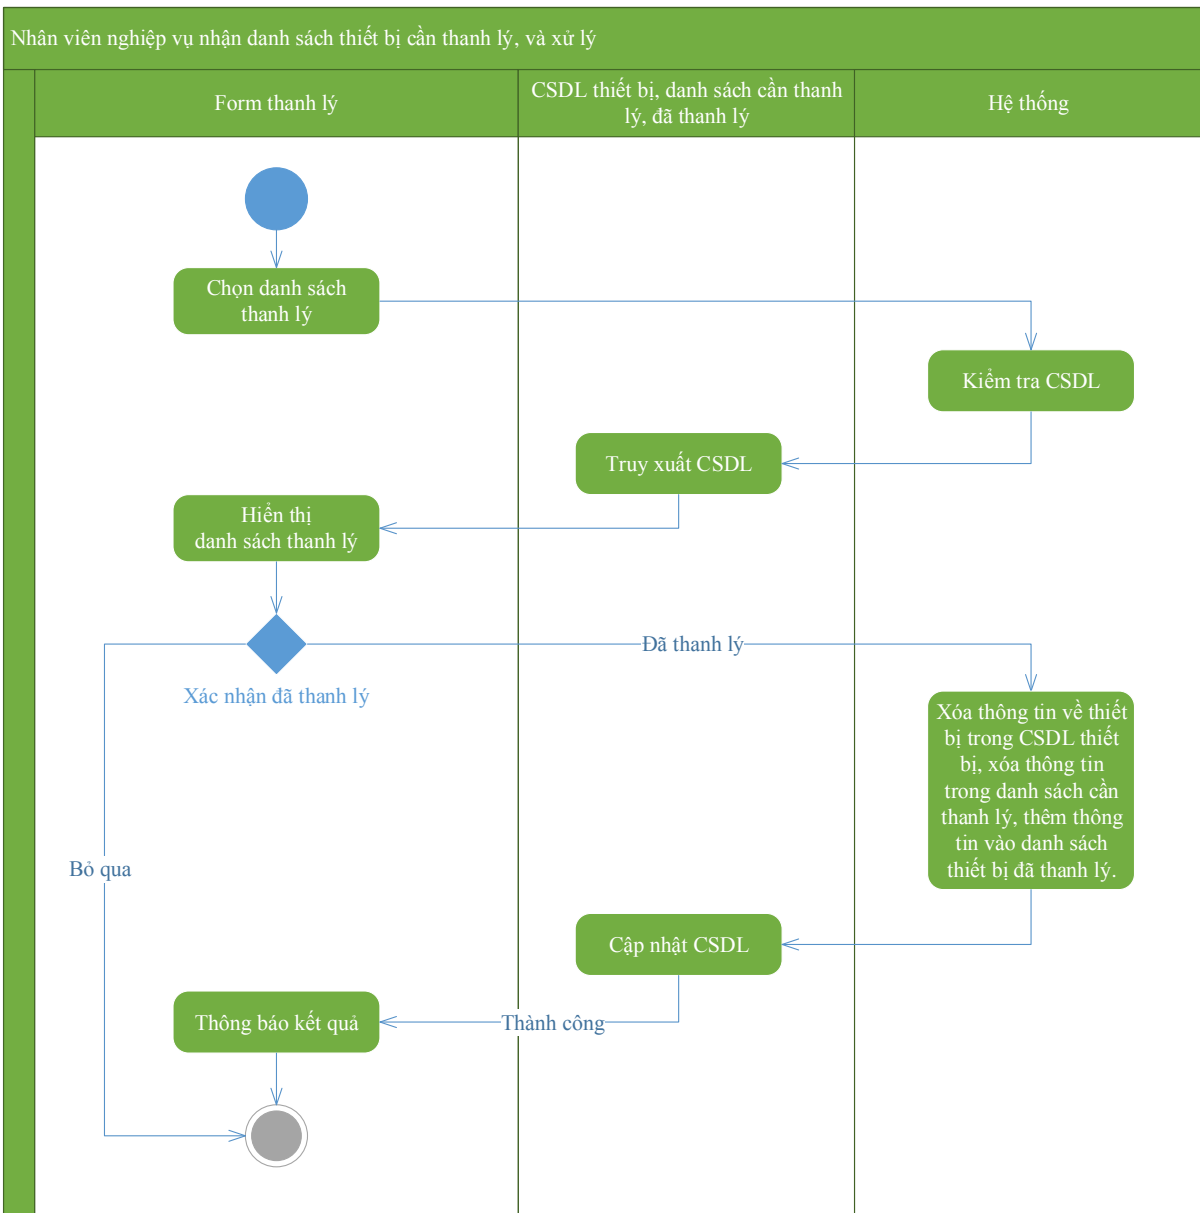 Nhân viên nghiệp vụ nhận danh sách thiết bị cần thanh lý, và xử lý
Form thanh lý
CSDL thiết bị, danh sách cần thanh
lý, đã thanh lý
Hệ thống
Chọn danh sách
thanh lý
Kiểm tra CSDL
Truy xuất CSDL
Hiển thị
danh sách thanh lý
Đã thanh lý
Xác nhận đã thanh lý
Xóa thông tin về thiết
bị trong CSDL thiết
bị, xóa thông tin
trong danh sách cần
thanh lý, thêm thông
tin vào danh sách
thiết bị đã thanh lý.
Bỏ qua
Cập nhật CSDL
Thông báo kết quả
Thành công